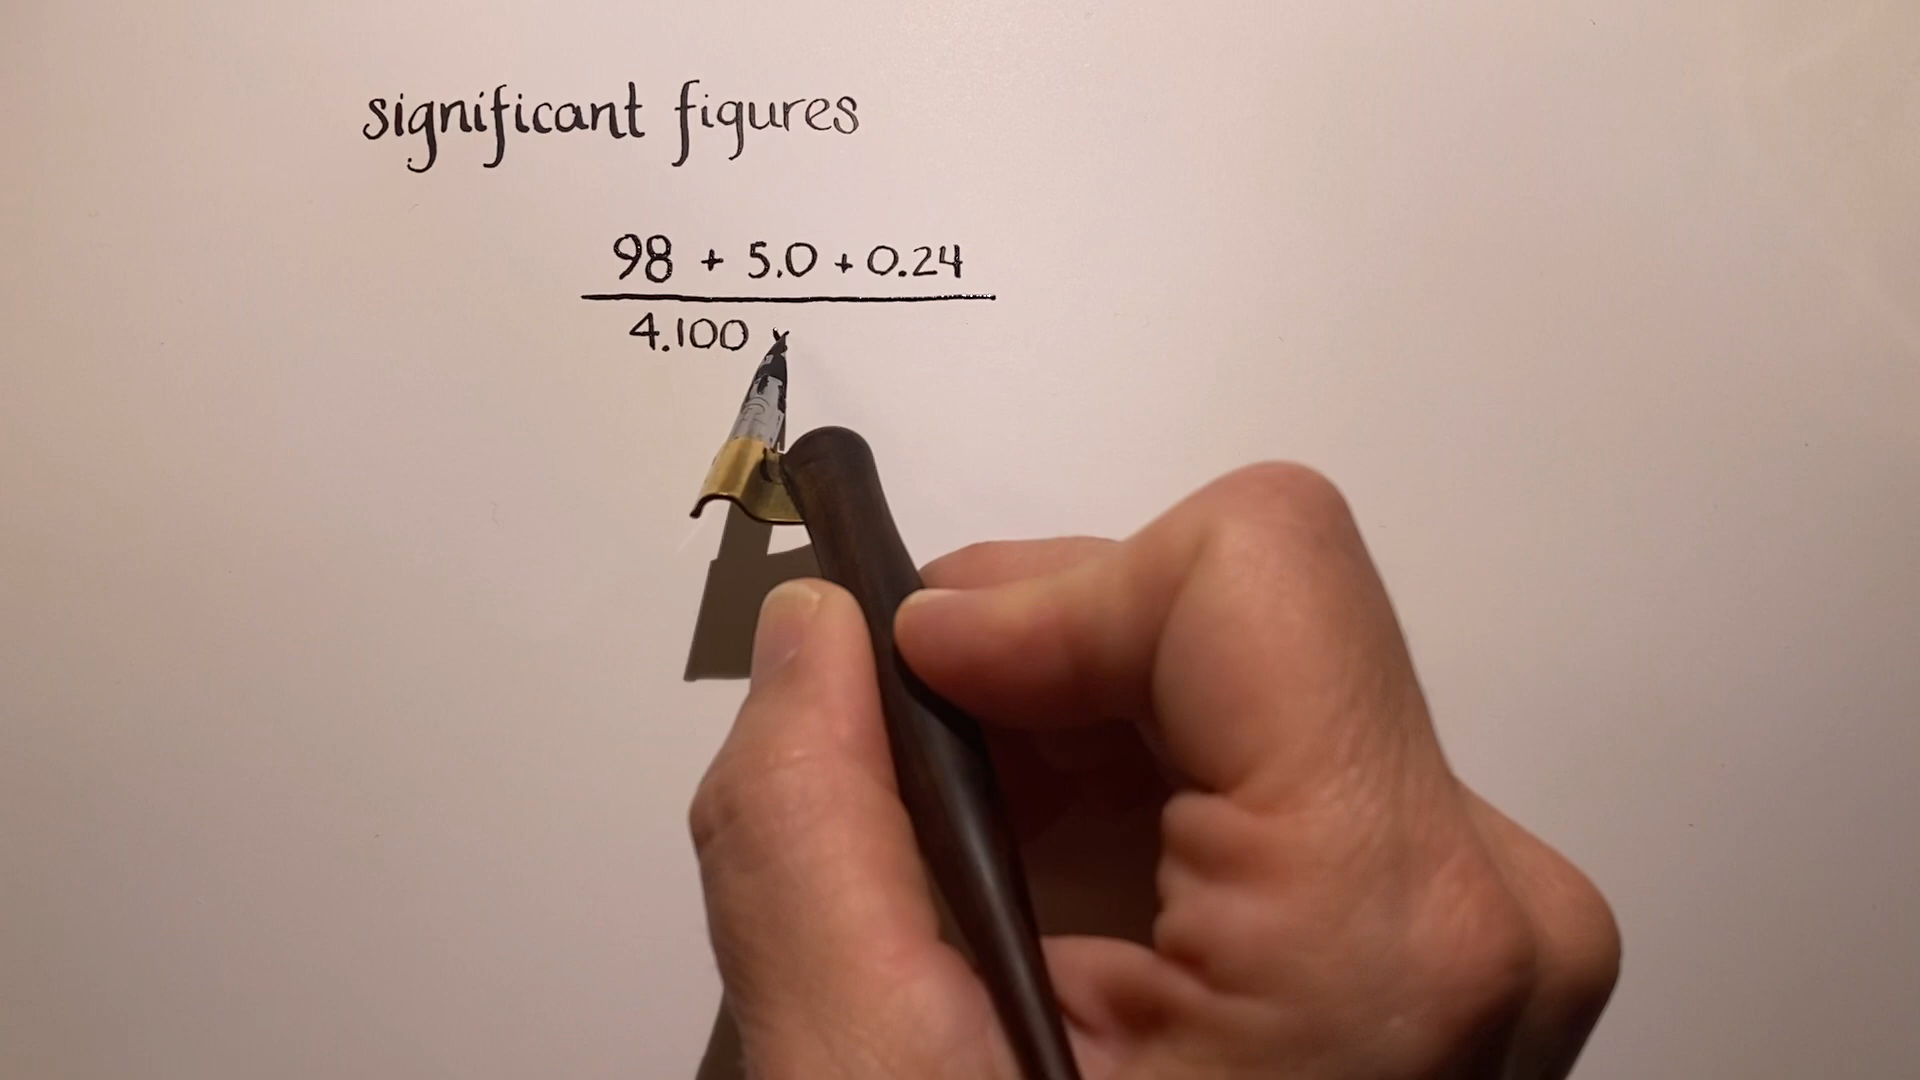 significant figures
98 + 5.0 + 0.24
4.100 x